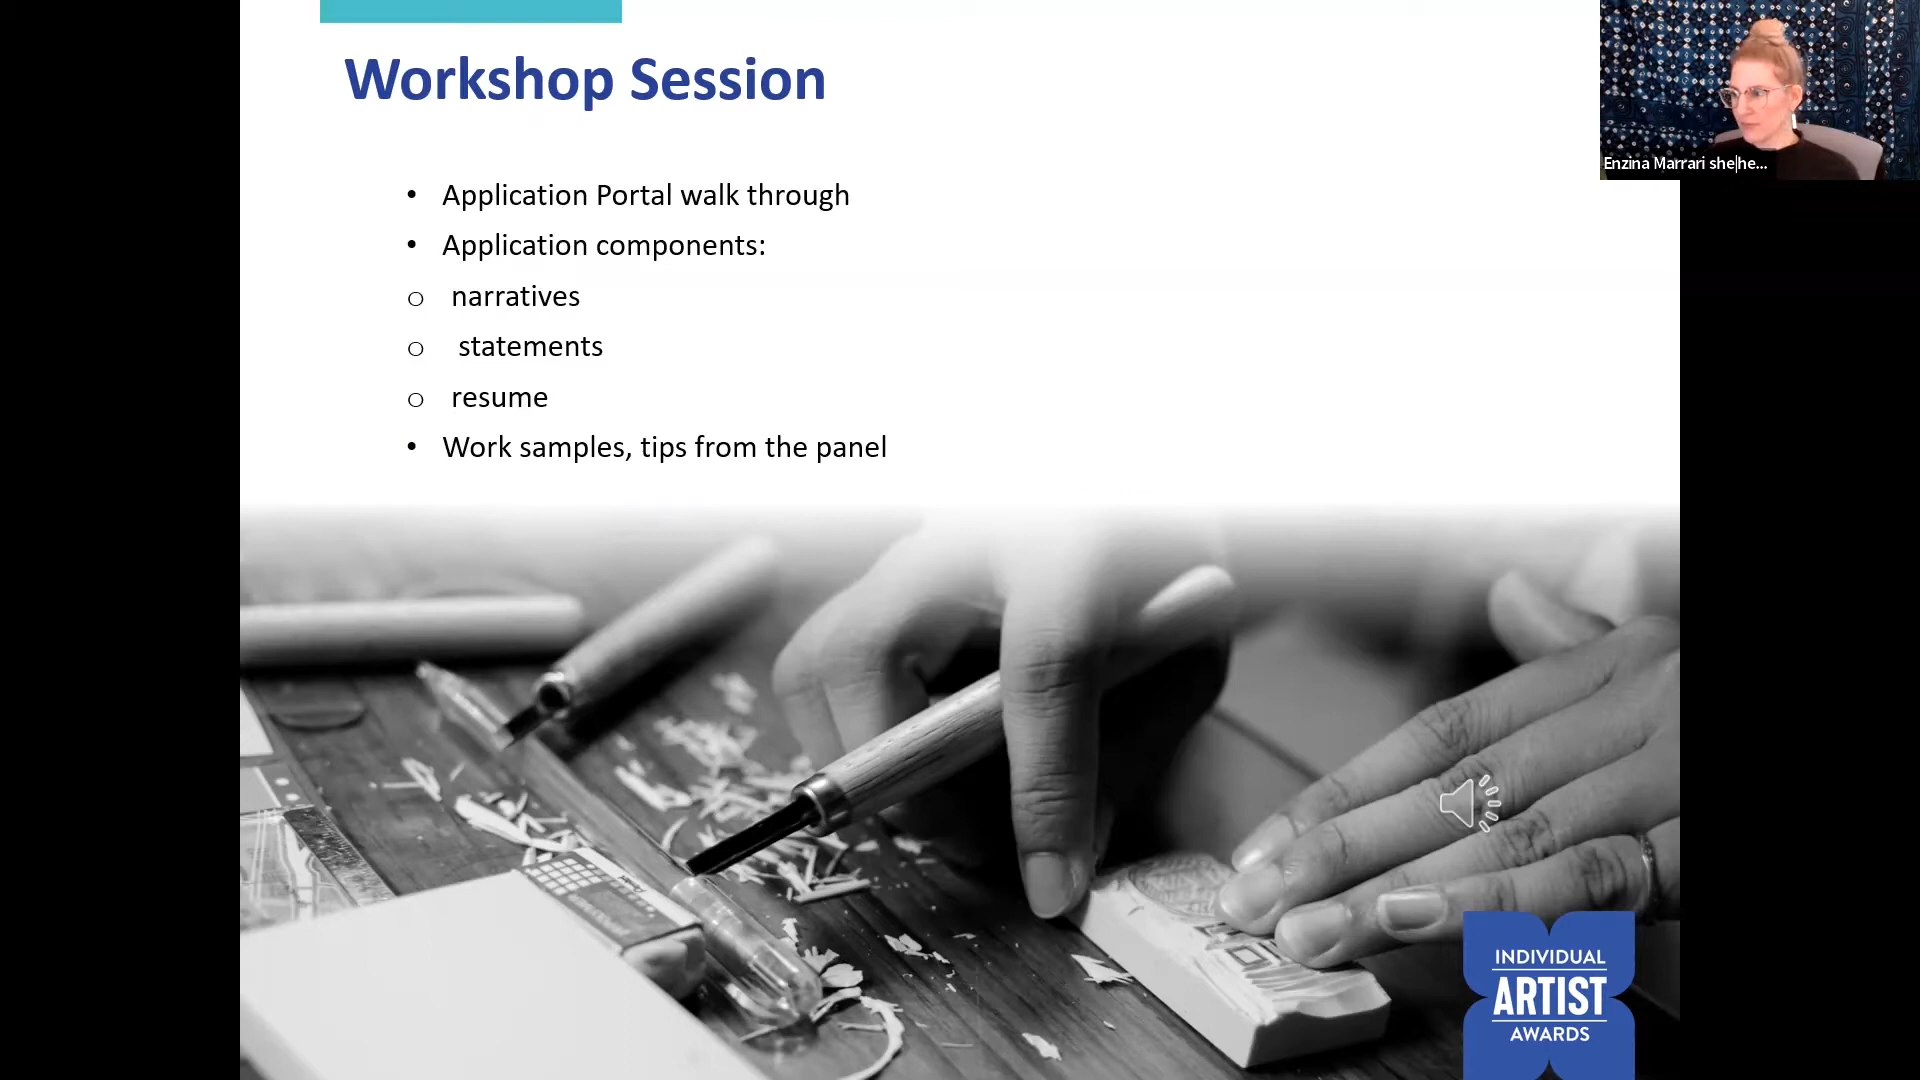 Workshop Session
Enzina Marrari she|he...
• Application Portal walk through
• Application components:
o narratives
o statements
o resume
• Work samples, tips from the panel
INDIVIDUAL
ARTIST
AWARDS